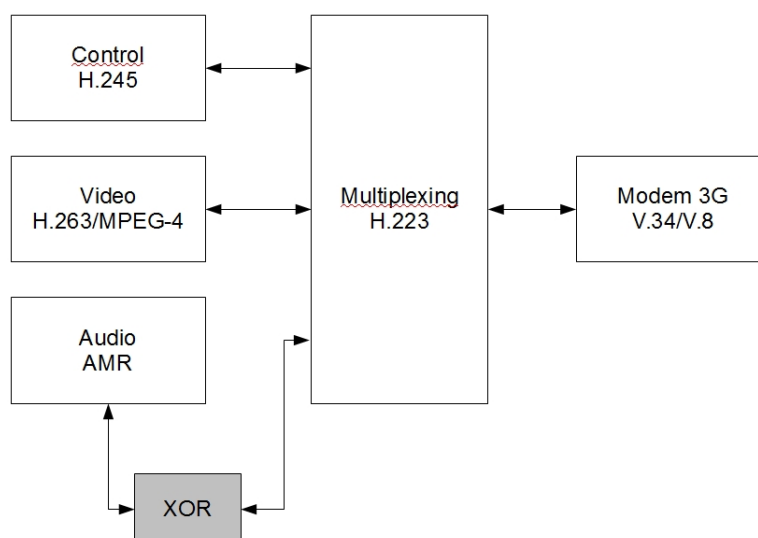 Control
H.245
Video
H.263/MPEG-4
Audio
AMR
XOR
Multiplexing
H.223
Modem 3G
V.34/V.8